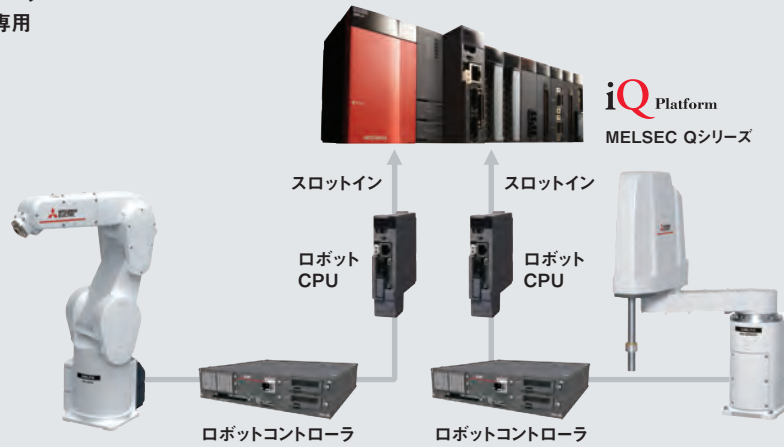 専用
iQ Platform
MELSEC Qシリーズ
スロットイン
スロットイン
ロボット
CPU
ロボット
CPU
MITSUBISHI
ELECTRIC
ロボットコントローラ
ロボットコントローラ